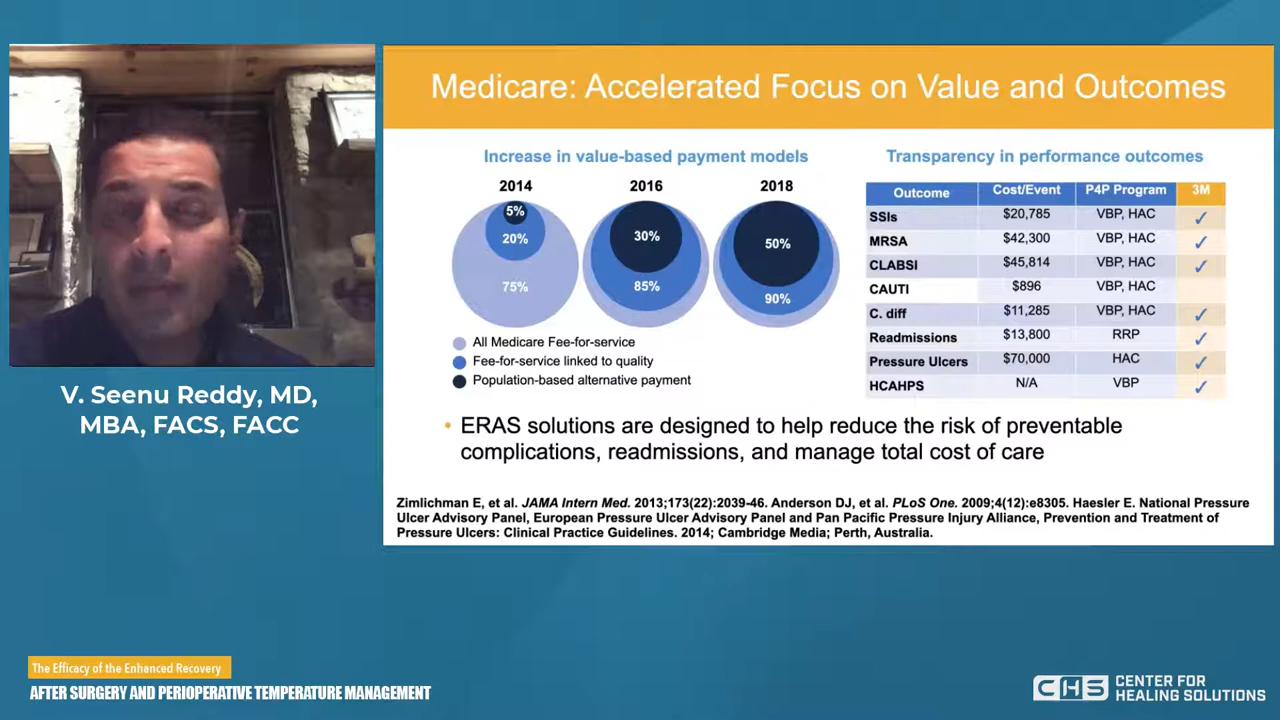 Medicare: Accelerated Focus on Value and Outcomes
Increase in value-based payment models
2014 2016 2018
5%
20%
75%
30%
85%
50%
90%
All Medicare Fee-for-service
Fee-for-service linked to quality
Population-based alternative payment
Transparency in performance outcomes
Outcome Cost/Event P4P Program 3M
SSIs $20,785 VBP, HAC ✓
MRSA $42,300 VBP, HAC ✓
CLABSI $45,814 VBP, HAC ✓
CAUTI $896 VBP, HAC
C. diff $11,285 VBP, HAC ✓
Readmissions $13,800 RRP ✓
Pressure Ulcers $70,000 HAC ✓
HCAHPS N/A VBP ✓
• ERAS solutions are designed to help reduce the risk of preventable
complications, readmissions, and manage total cost of care
Zimlichman E, et al. JAMA Intern Med. 2013;173(22):2039-46. Anderson DJ, et al. PLoS One. 2009;4(12):e8305. Haesler E. National Pressure
Ulcer Advisory Panel, European Pressure Ulcer Advisory Panel and Pan Pacific Pressure Injury Alliance, Prevention and Treatment of
Pressure Ulcers: Clinical Practice Guidelines. 2014; Cambridge Media; Perth, Australia.
V. Seenu Reddy, MD,
MBA, FACS, FACC
The Efficacy of the Enhanced Recovery
AFTER SURGERY AND PERIOPERATIVE TEMPERATURE MANAGEMENT
CHS CENTER FOR
HEALING SOLUTIONS